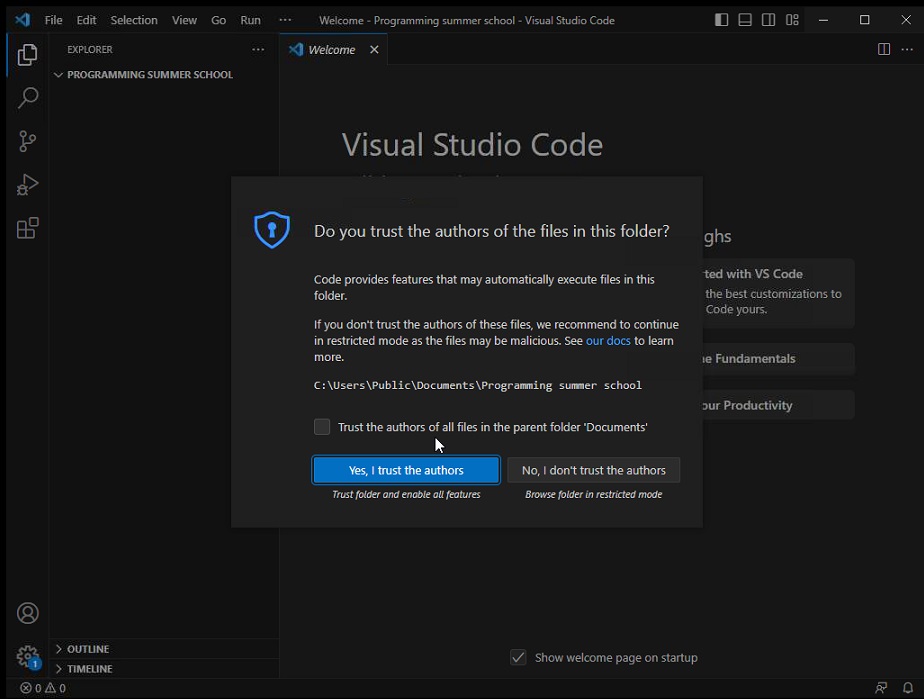 File Edit Selection View Go Run ··· Welcome - Programming summer school - Visual Studio Code
EXPLORER ···
Welcome
PROGRAMMING SUMMER SCHOOL
Visual Studio Code
Do you trust the authors of the files in this folder?
ghs
Code provides features that may automatically execute files in this
folder.
If you don't trust the authors of these files, we recommend to continue
in restricted mode as the files may be malicious. See our docs to learn
more.
C:\Users\Public\Documents\Programming summer school
Trust the authors of all files in the parent folder 'Documents'
Yes, I trust the authors
No, I don't trust the authors
Trust folder and enable all features
Browse folder in restricted mode
ted with VS Code
the best customizations to
Code yours.
e Fundamentals
our Productivity
OUTLINE
Show welcome page on startup
1
TIMELINE
0 0